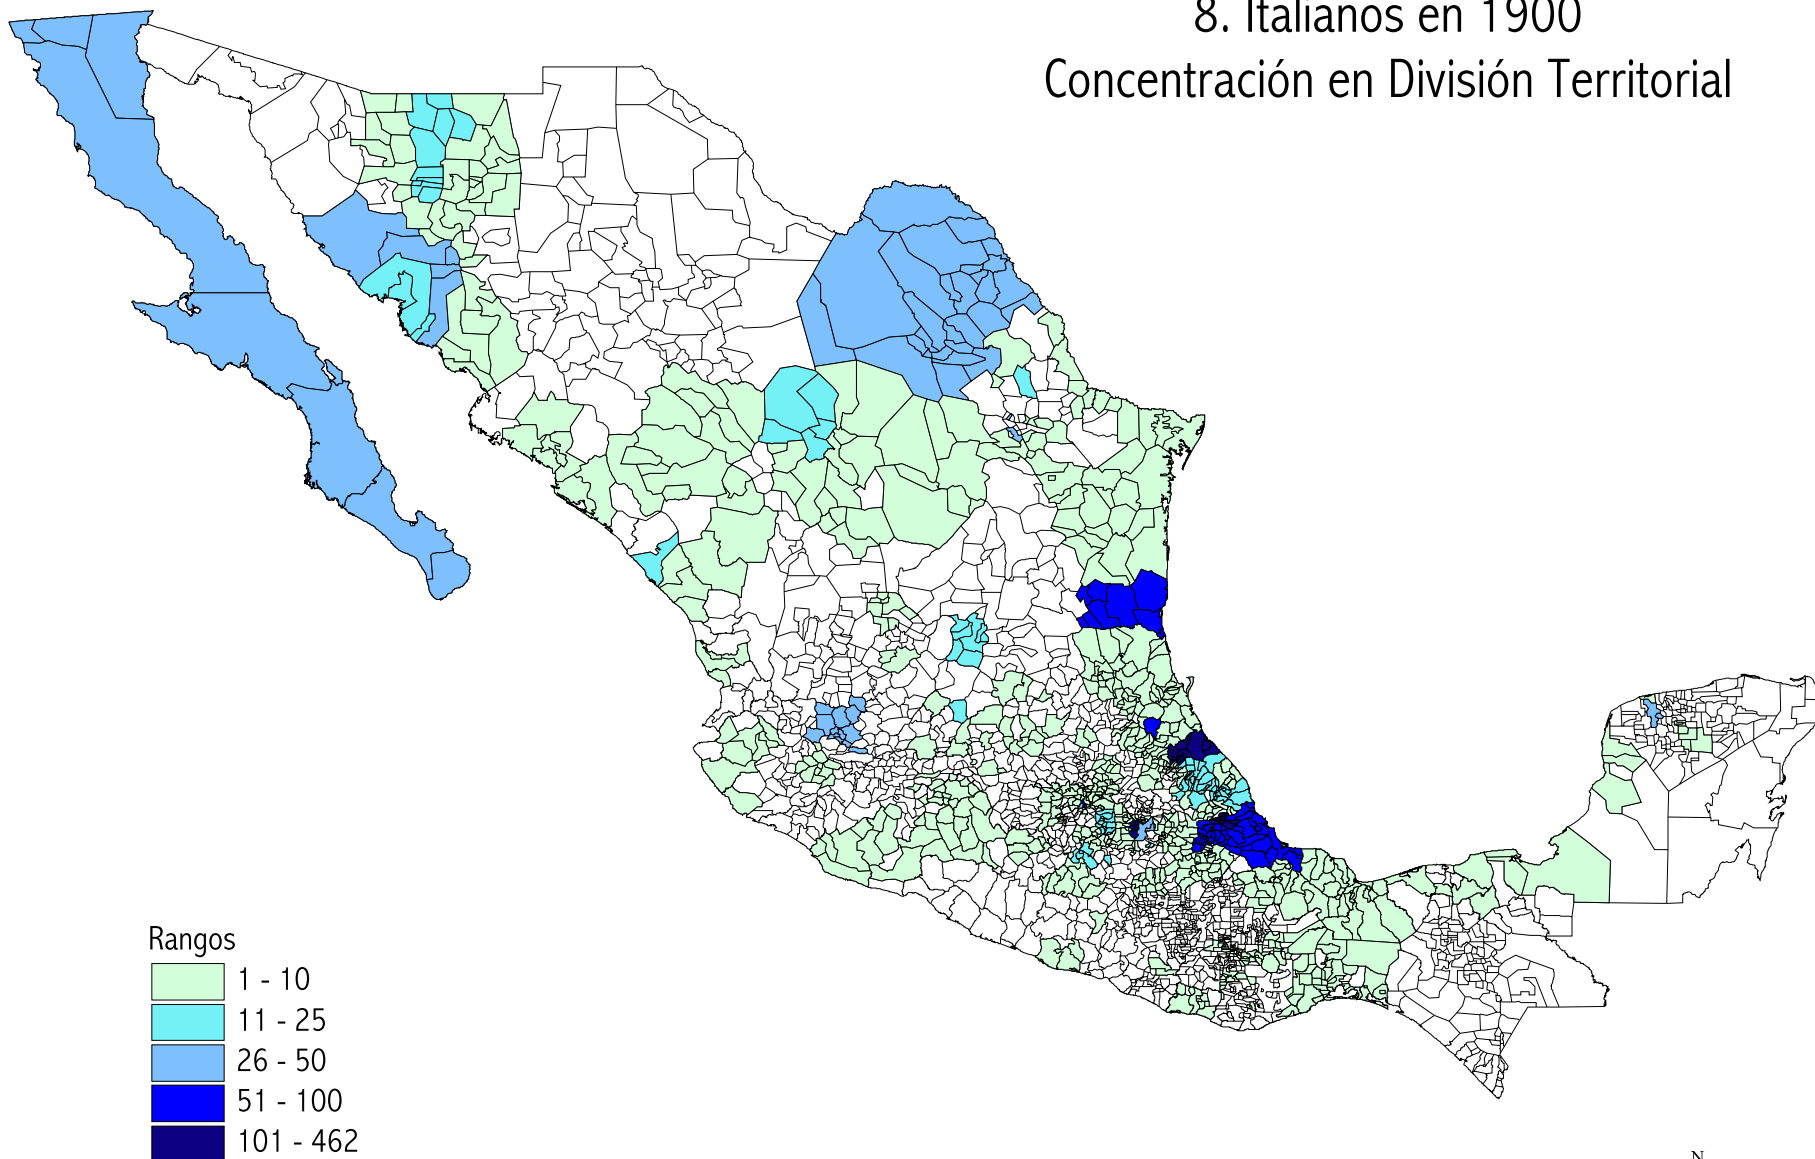 8. Italianos en 1900
Concentración en División Territorial
Rangos
1 - 10
11 - 25
26 - 50
51 - 100
101 - 462
N